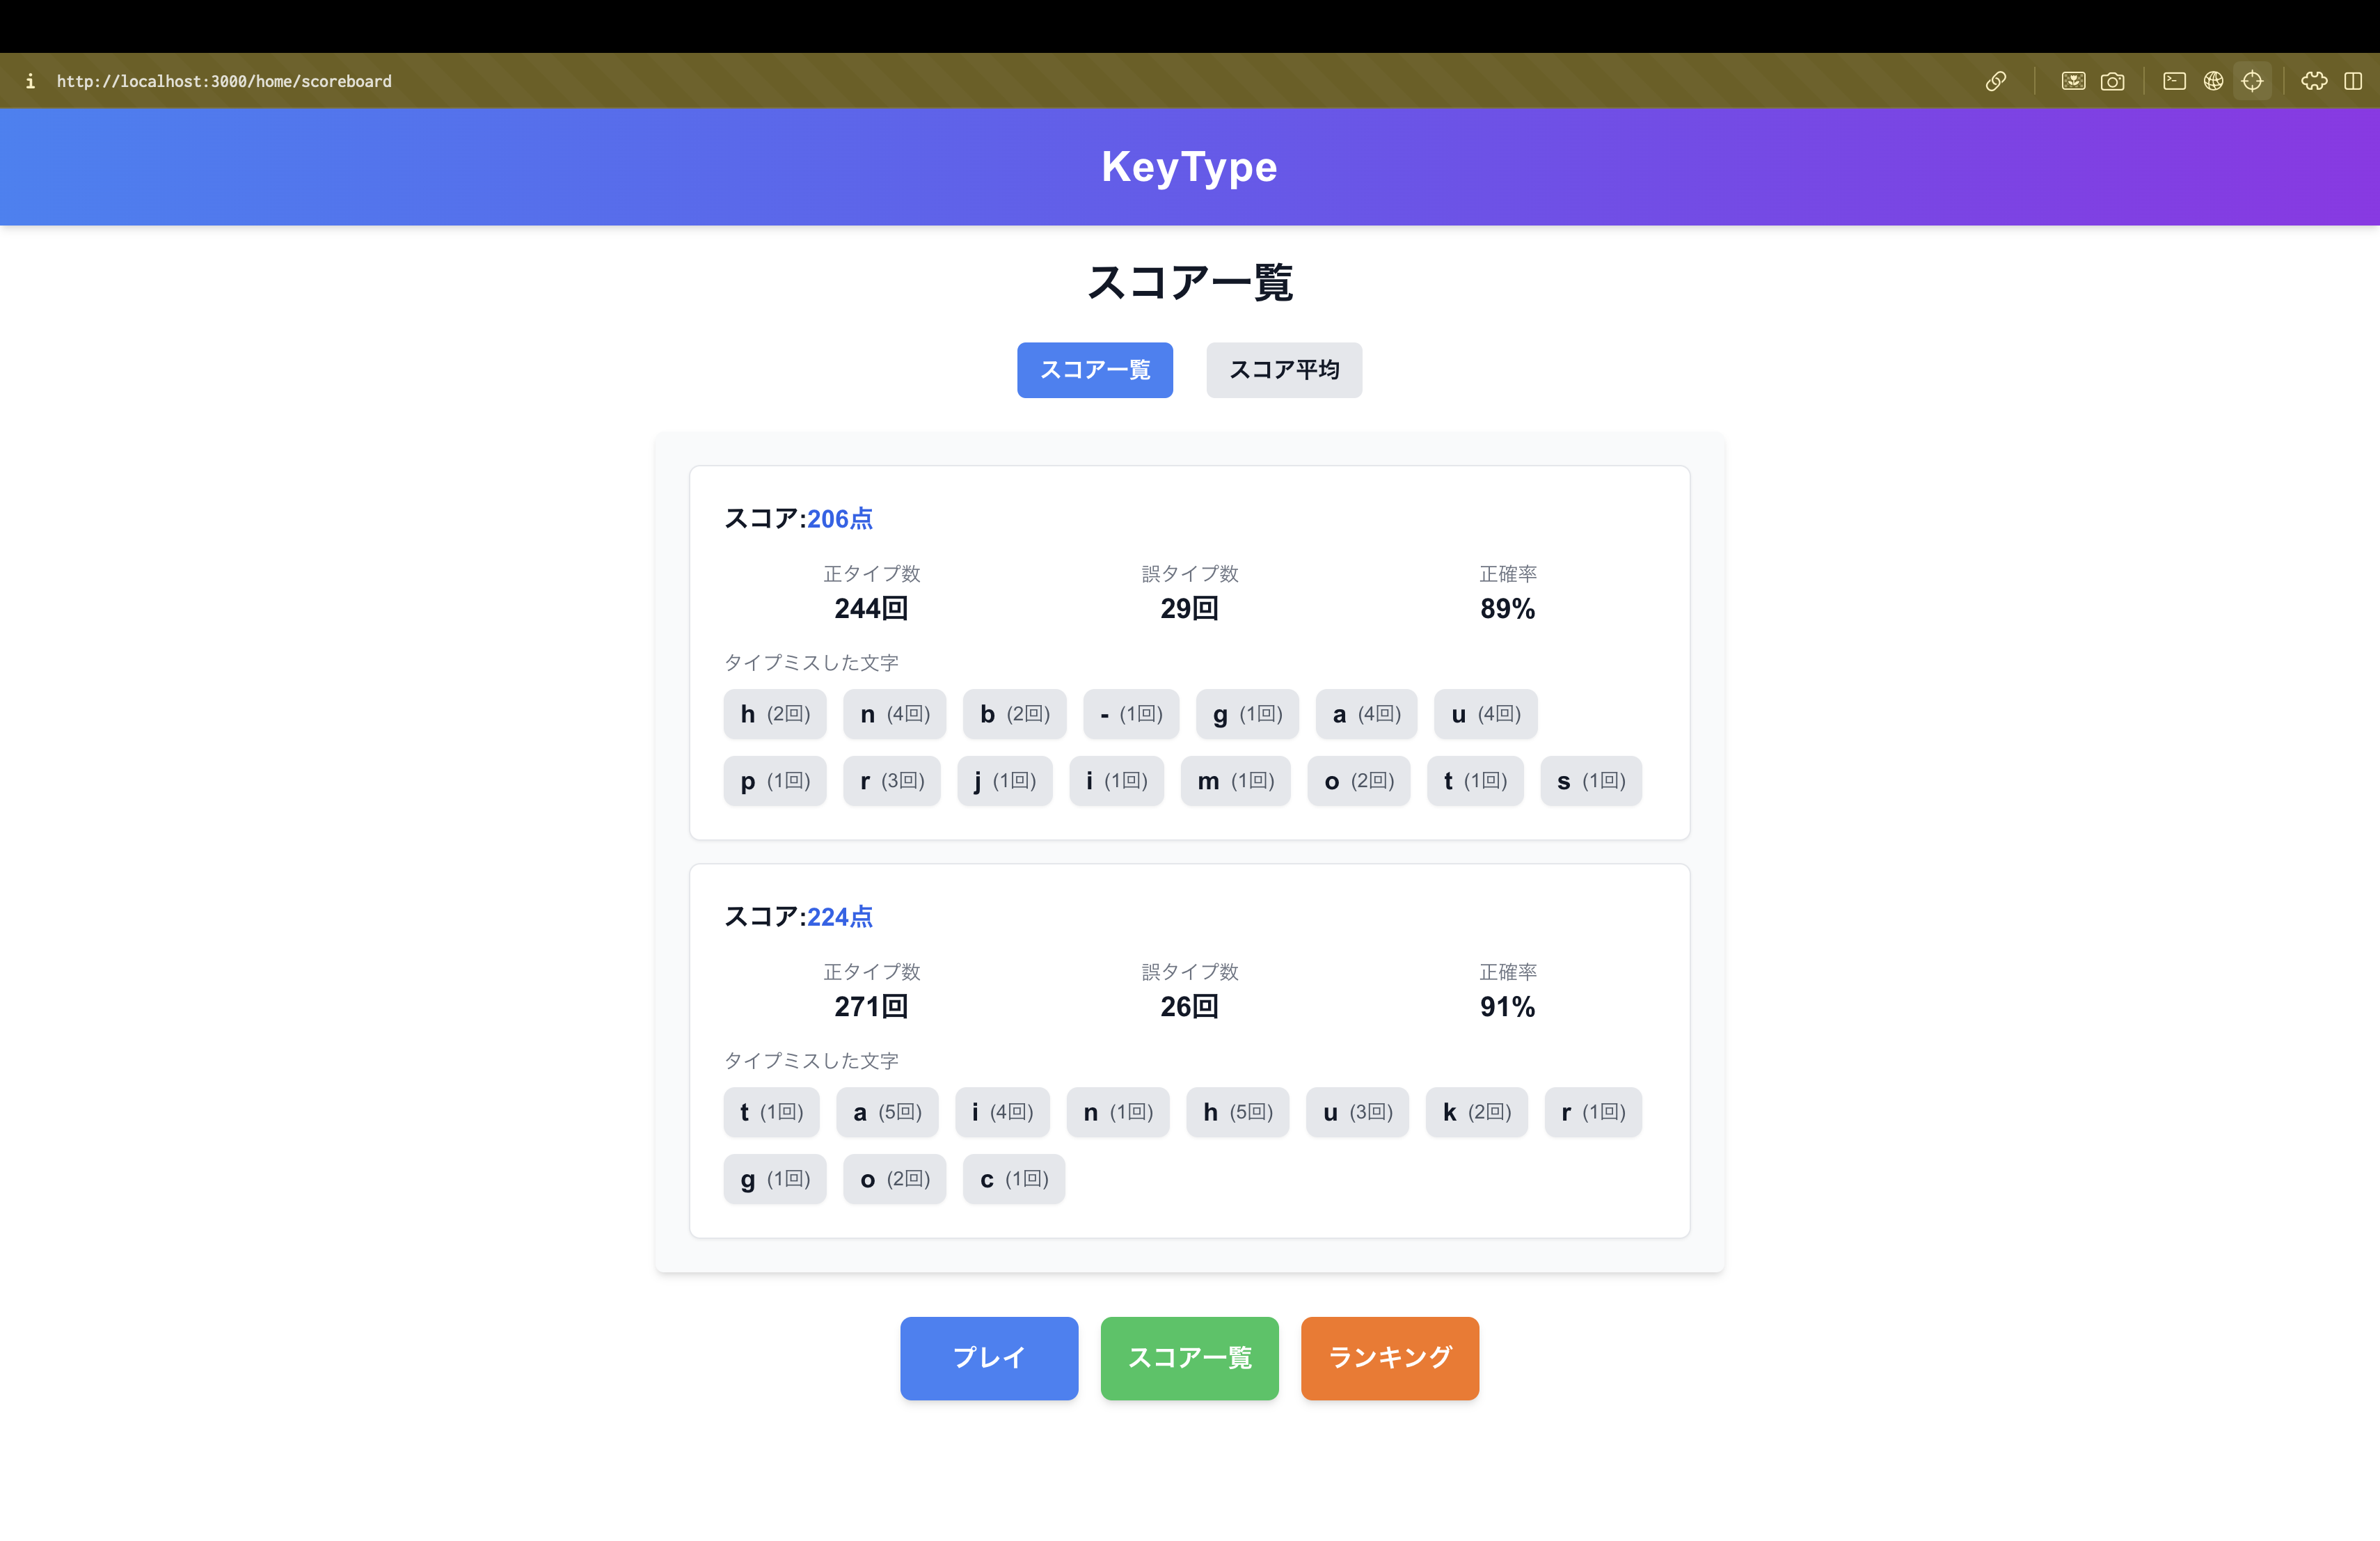 i http://localhost:3000/home/scoreboard
KeyType
スコア一覧
スコア一覧 スコア平均
スコア:206点
正タイプ数 誤タイプ数 正確率
244回 29回 89%
タイプミスした文字
h (2回) n (4回) b (2回) - (1回) g (1回) a (4回) u (4回)
p (1回) r (3回) j (1回) i (1回) m (1回) o (2回) t (1回) s (1回)
スコア:224点
正タイプ数 誤タイプ数 正確率
271回 26回 91%
タイプミスした文字
t (1回) a (5回) i (4回) n (1回) h (5回) u (3回) k (2回) r (1回)
g (1回) o (2回) c (1回)
プレイ スコア一覧 ランキング